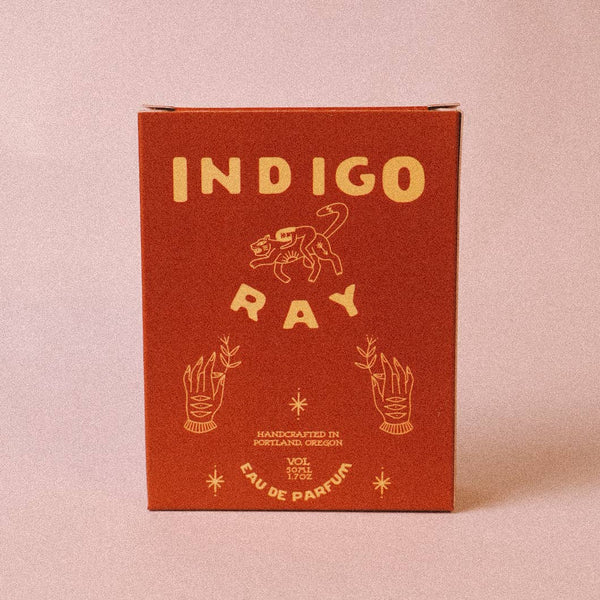 INDIGO
RAY
HANDCRAFTED IN
PORTLAND, OREGON
VOL
50ML
1.7OZ
EAU DE PARFUM